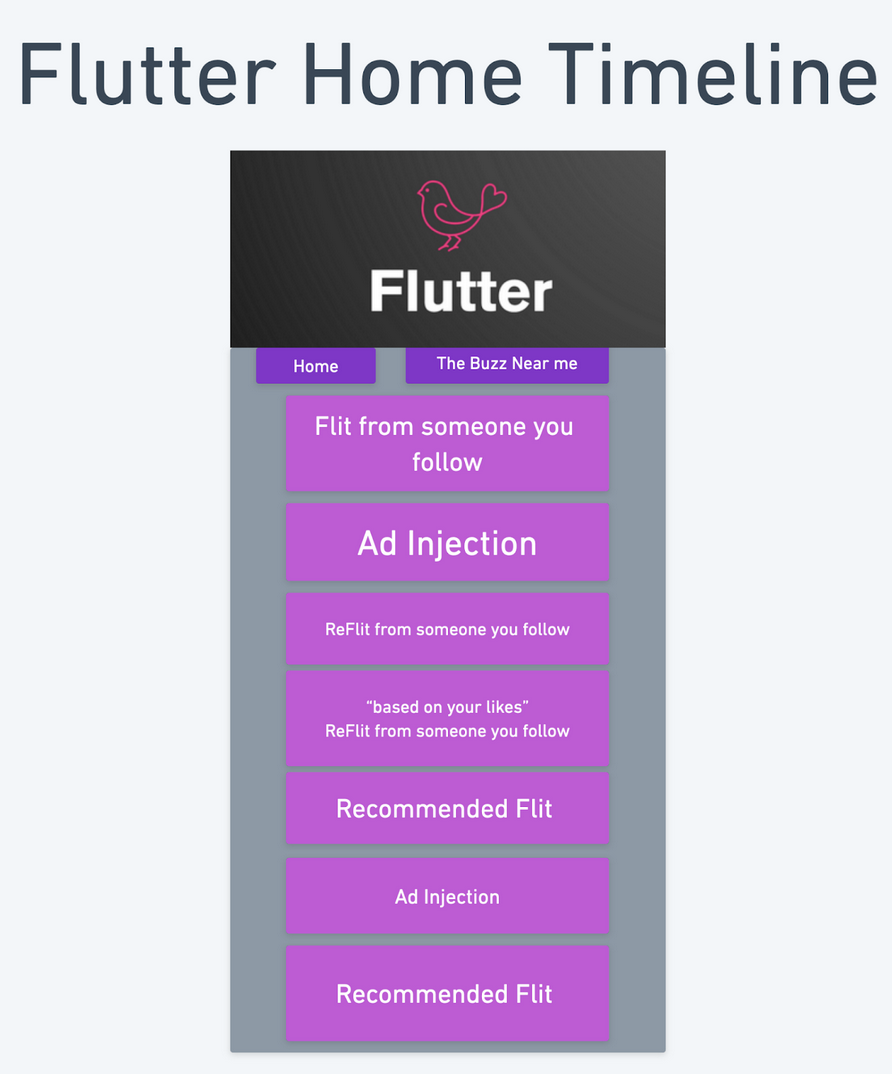 Flutter Home Timeline
Flutter
Home
The Buzz Near me
Flit from someone you
follow
Ad Injection
ReFlit from someone you follow
“based on your likes”
ReFlit from someone you follow
Recommended Flit
Ad Injection
Recommended Flit